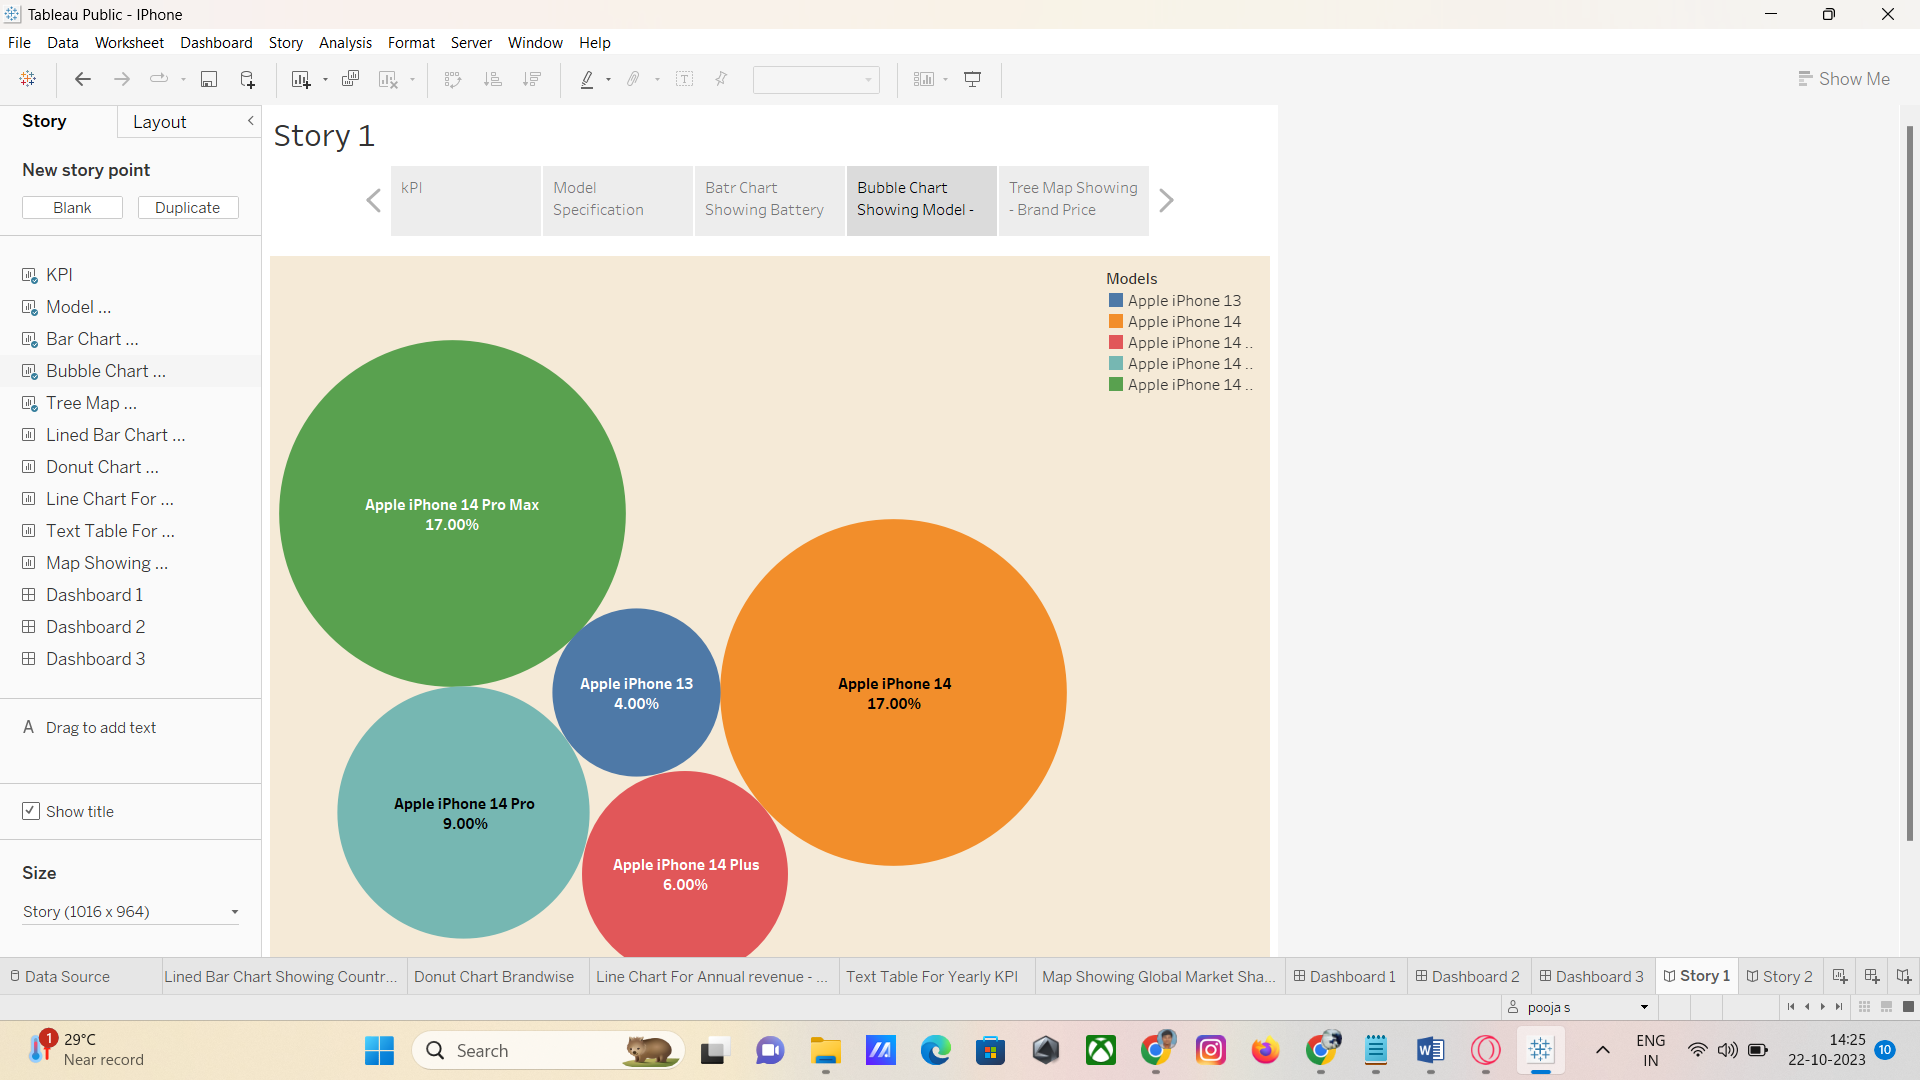 Tableau Public - IPhone
File Data Worksheet Dashboard Story Analysis Format Server Window Help
Show Me
Story
Layout
New story point
Blank
Duplicate
KPI
Model ...
Bar Chart ...
Bubble Chart ...
Tree Map ...
Lined Bar Chart ...
Donut Chart ...
Line Chart For ...
Text Table For ...
Map Showing ...
Dashboard 1
Dashboard 2
Dashboard 3
A Drag to add text
Show title
Size
Story (1016 x 964)
Story 1
kPI
Model
Specification
Batr Chart
Showing Battery
Bubble Chart
Showing Model -
Tree Map Showing
- Brand Price
Models
Apple iPhone 13
Apple iPhone 14
Apple iPhone 14 ..
Apple iPhone 14 ..
Apple iPhone 14 ..
Apple iPhone 14 Pro Max
17.00%
Apple iPhone 13
4.00%
Apple iPhone 14
17.00%
Apple iPhone 14 Pro
9.00%
Apple iPhone 14 Plus
6.00%
Data Source
Lined Bar Chart Showing Countr...
Donut Chart Brandwise
Line Chart For Annual revenue - ...
Text Table For Yearly KPI
Map Showing Global Market Sha...
Dashboard 1
Dashboard 2
Dashboard 3
Story 1
Story 2
pooja s
1
29°C
Near record
Search
ENG
IN
14:25
22-10-2023
10